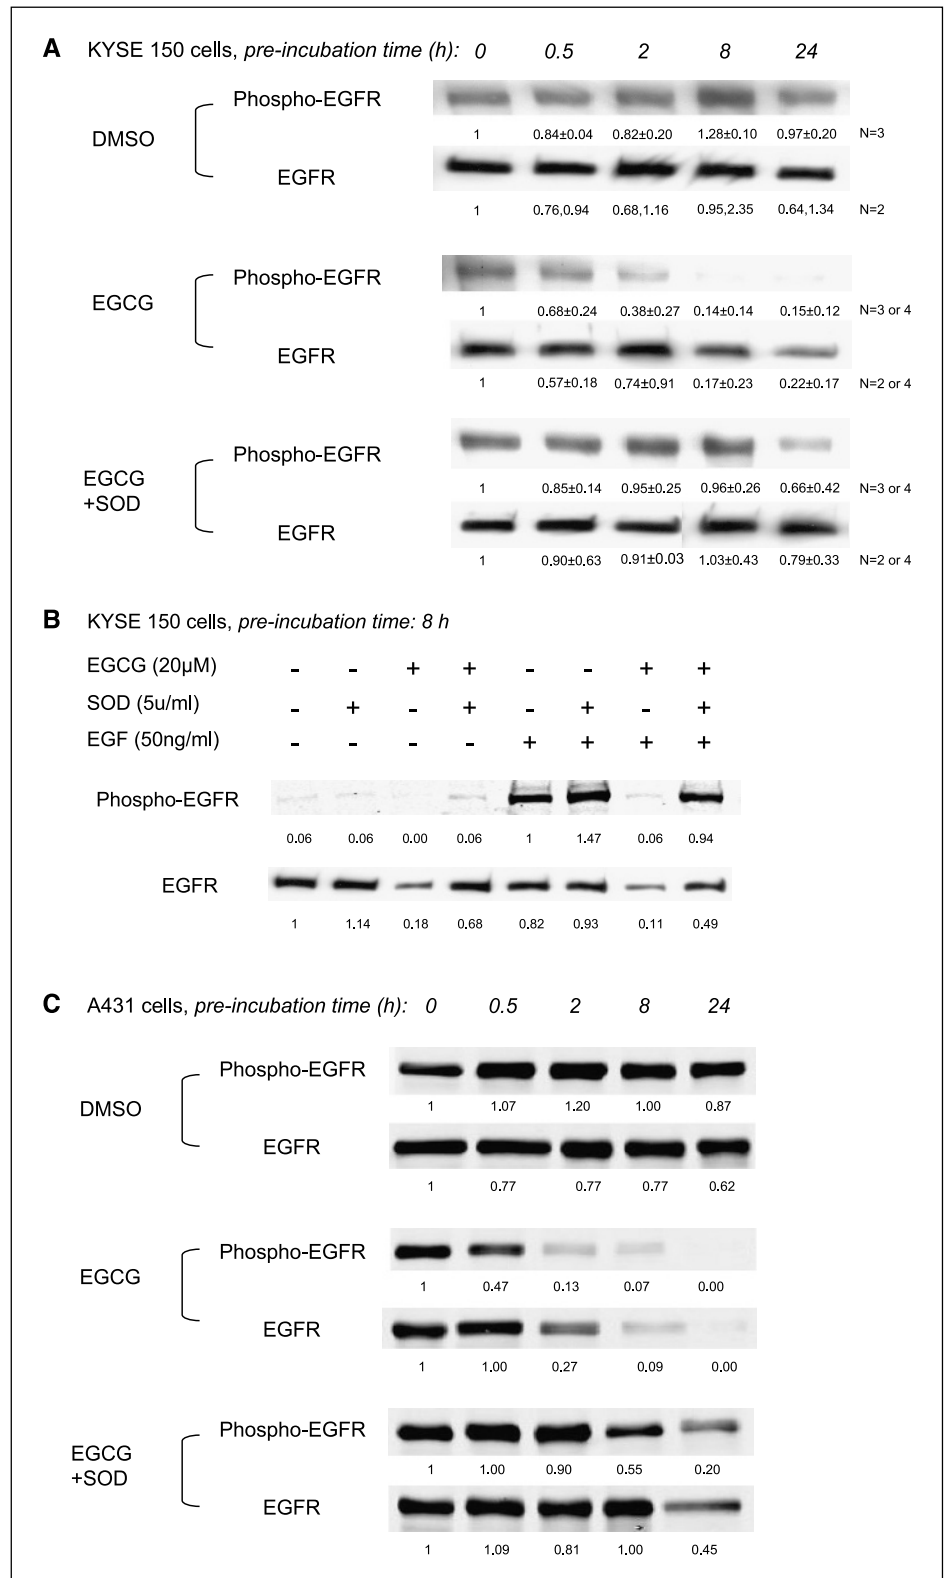 A KYSE 150 cells, pre-incubation time (h): 0 0.5 2 8 24
Phospho-EGFR
1 0.84±0.04 0.82±0.20 1.28±0.10 0.97±0.20 N=3
DMSO
EGFR
1 0.76,0.94 0.68,1.16 0.95,2.35 0.64,1.34 N=2
Phospho-EGFR
EGCG
1 0.68±0.24 0.38±0.27 0.14±0.14 0.15±0.12 N=3 or 4
EGFR
1 0.57±0.18 0.74±0.91 0.17±0.23 0.22±0.17 N=2 or 4
Phospho-EGFR
EGCG
+SOD
1 0.85±0.14 0.95±0.25 0.96±0.26 0.66±0.42 N=3 or 4
EGFR
1 0.90±0.63 0.91±0.03 1.03±0.43 0.79±0.33 N=2 or 4
B KYSE 150 cells, pre-incubation time: 8 h
EGCG (20µM) - - + + - - + +
SOD (5u/ml) - + - + - + - +
EGF (50ng/ml) - - - - + + + +
Phospho-EGFR
0.06 0.06 0.00 0.06 1 1.47 0.06 0.94
EGFR
1 1.14 0.18 0.68 0.82 0.93 0.11 0.49
C A431 cells, pre-incubation time (h): 0 0.5 2 8 24
Phospho-EGFR
1 1.07 1.20 1.00 0.87
DMSO
EGFR
1 0.77 0.77 0.77 0.62
Phospho-EGFR
EGCG
1 0.47 0.13 0.07 0.00
EGFR
1 1.00 0.27 0.09 0.00
Phospho-EGFR
EGCG
+SOD
1 1.00 0.90 0.55 0.20
EGFR
1 1.09 0.81 1.00 0.45